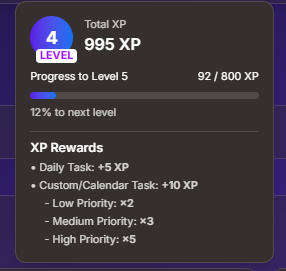 4
LEVEL
Total XP
995 XP
Progress to Level 5 92 / 800 XP
12% to next level
XP Rewards
• Daily Task: +5 XP
• Custom/Calendar Task: +10 XP
- Low Priority: ×2
- Medium Priority: ×3
- High Priority: ×5